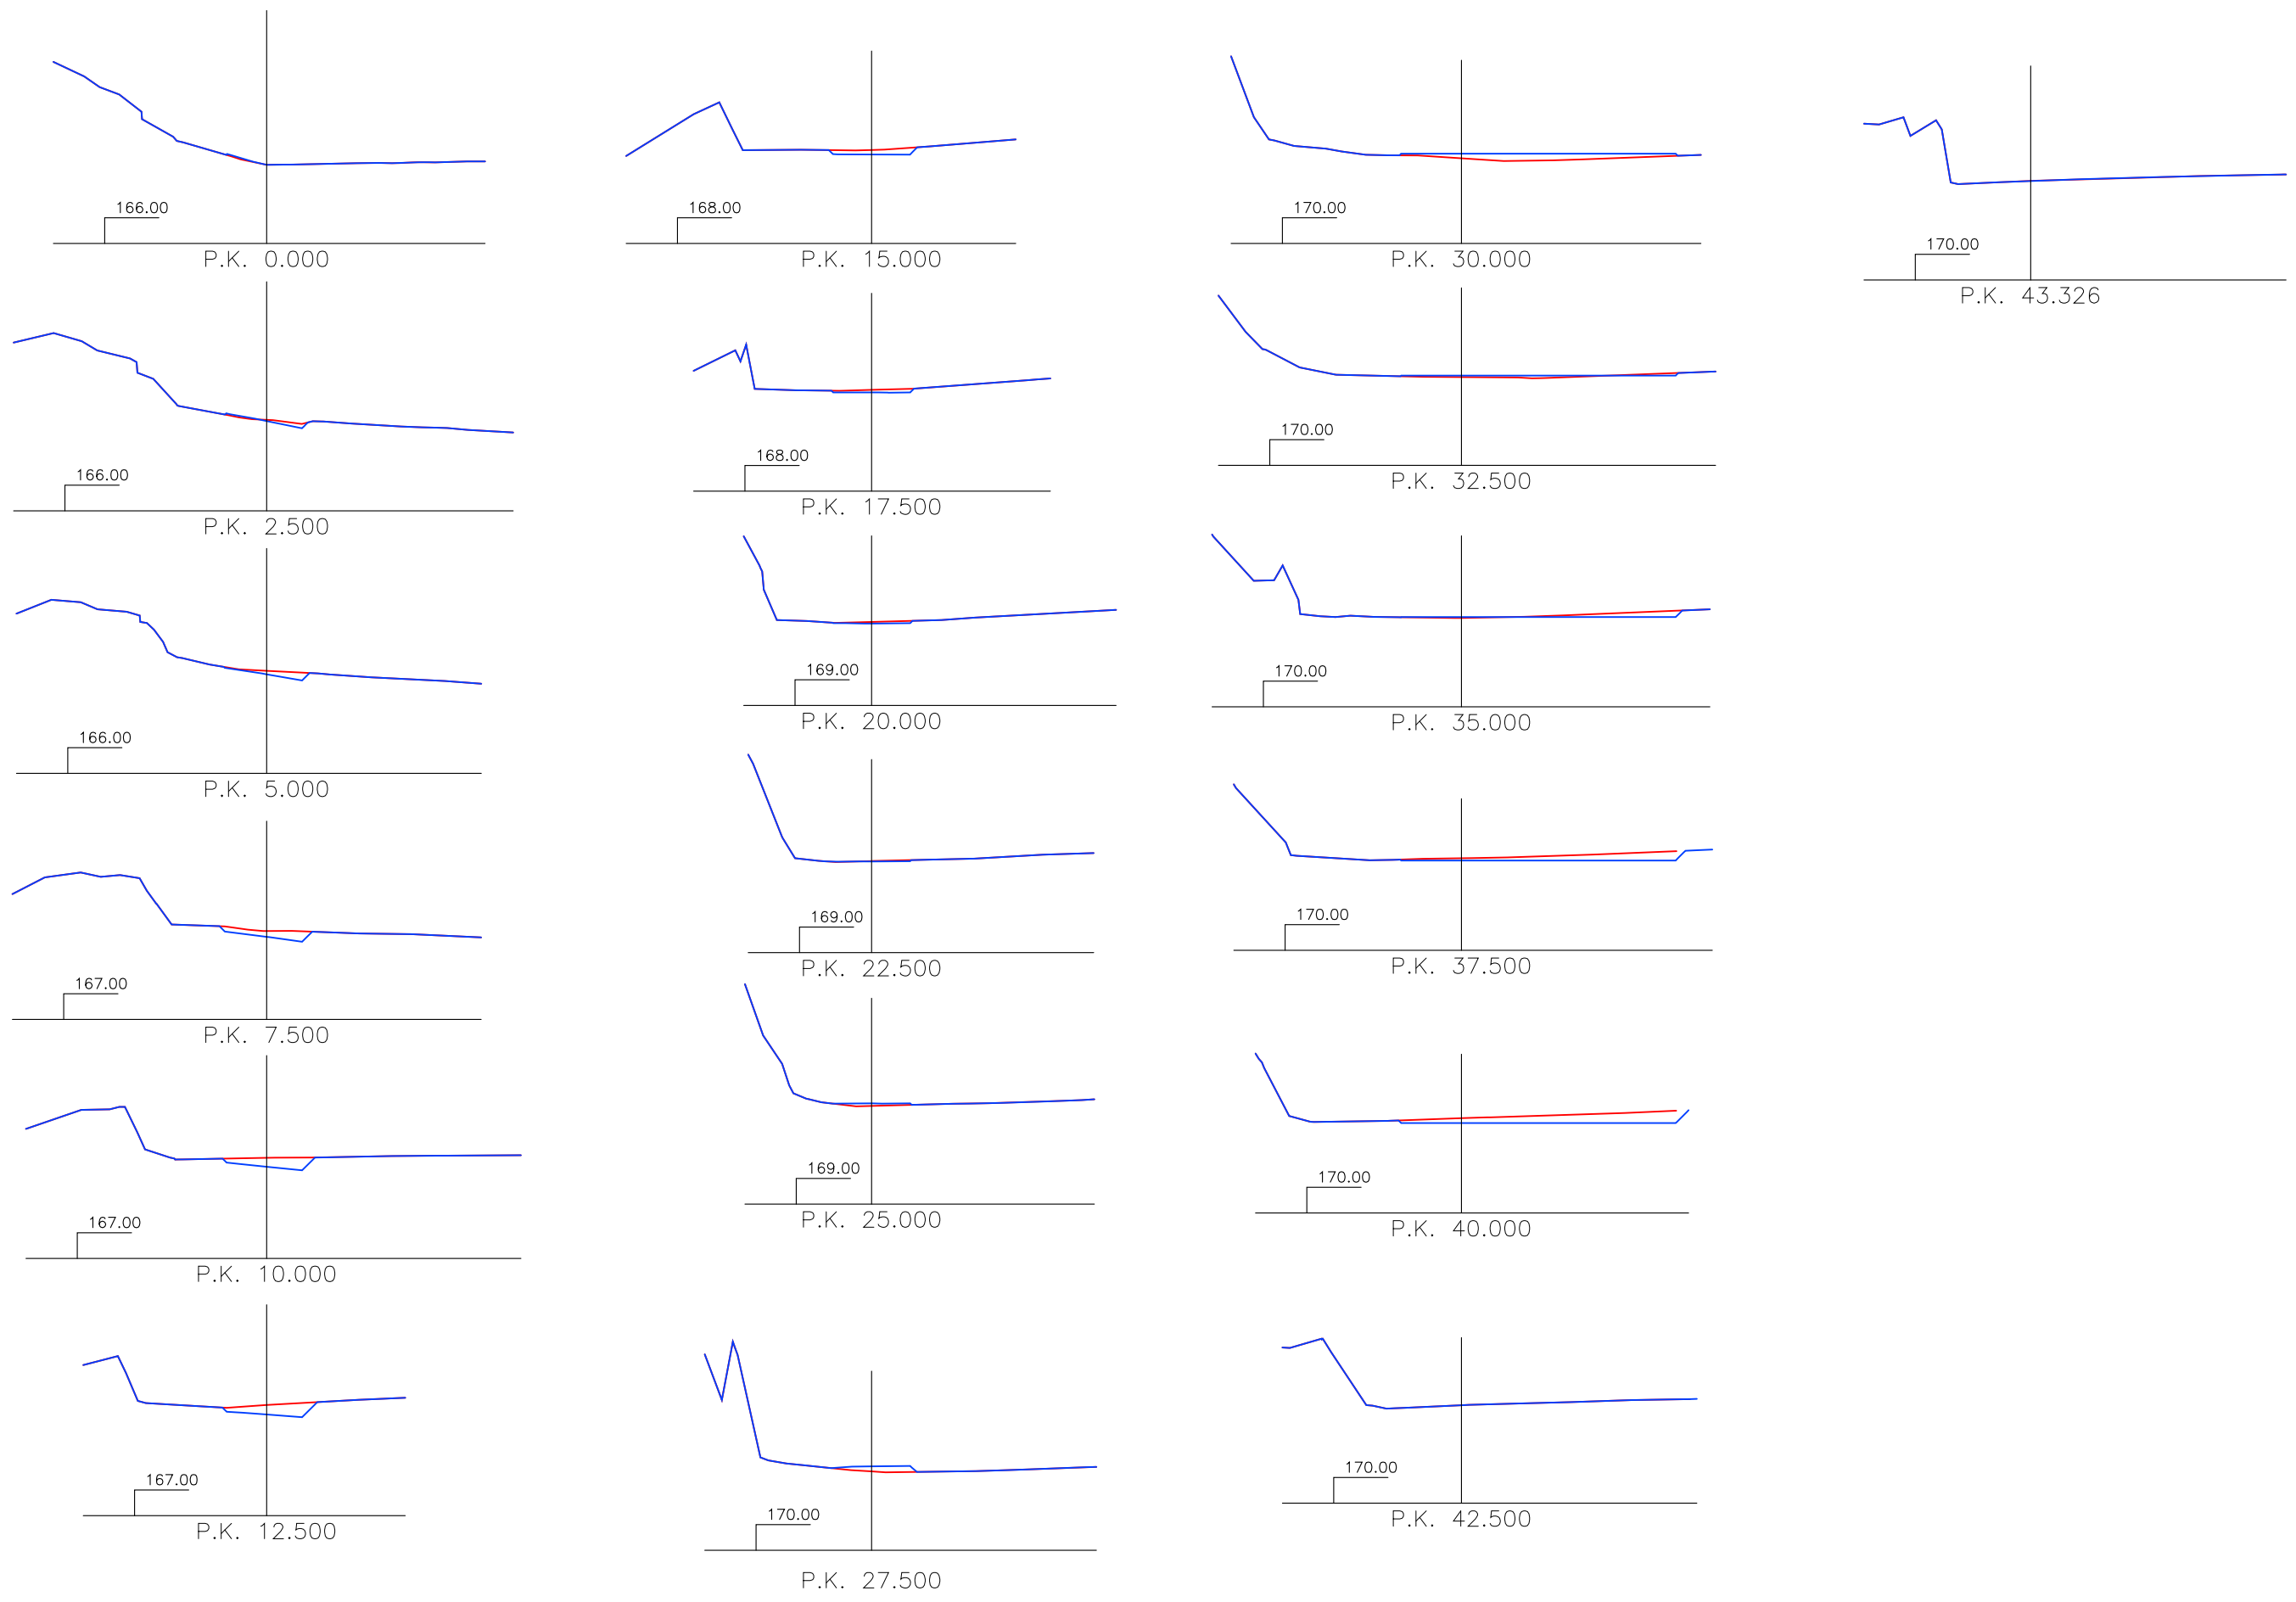 166.00
P.K. 0.000
166.00
P.K. 2.500
166.00
P.K. 5.000
167.00
P.K. 7.500
167.00
P.K. 10.000
167.00
P.K. 12.500
168.00
P.K. 15.000
168.00
P.K. 17.500
169.00
P.K. 20.000
169.00
P.K. 22.500
169.00
P.K. 25.000
170.00
P.K. 27.500
170.00
P.K. 30.000
170.00
P.K. 32.500
170.00
P.K. 35.000
170.00
P.K. 37.500
170.00
P.K. 40.000
170.00
P.K. 42.500
170.00
P.K. 43.326